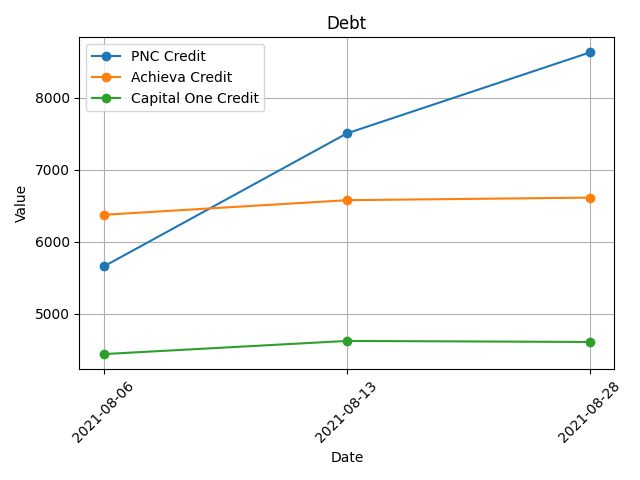 Debt
PNC Credit
Achieva Credit
Capital One Credit
8000
7000
6000
5000
Value
2021-08-06
2021-08-13
2021-08-28
Date